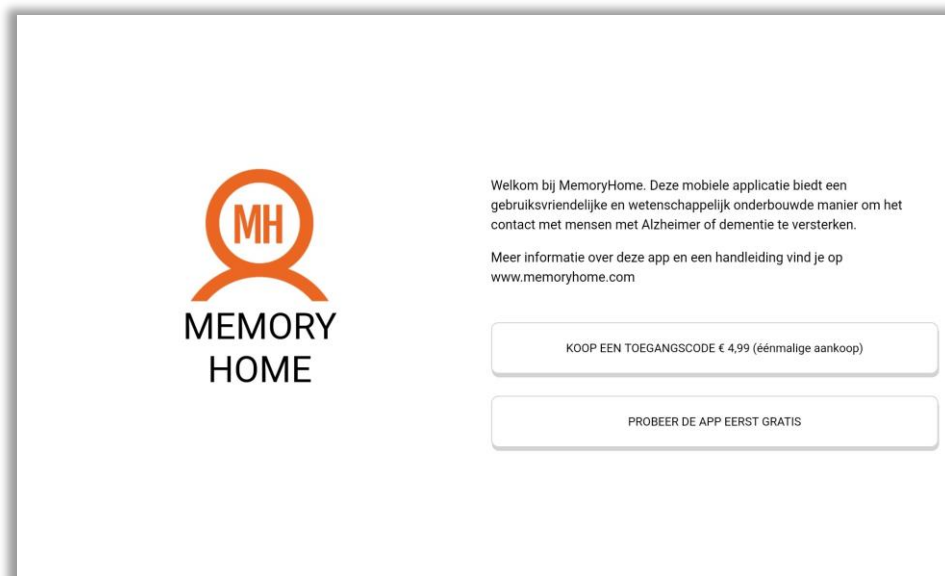 MH
MEMORY
HOME
Welkom bij MemoryHome. Deze mobiele applicatie biedt een
gebruiksvriendelijke en wetenschappelijk onderbouwde manier om het
contact met mensen met Alzheimer of dementie te versterken.
Meer informatie over deze app en een handleiding vind je op
www.memoryhome.com
KOOP EEN TOEGANGSCODE € 4,99 (éénmalige aankoop)
PROBEER DE APP EERST GRATIS